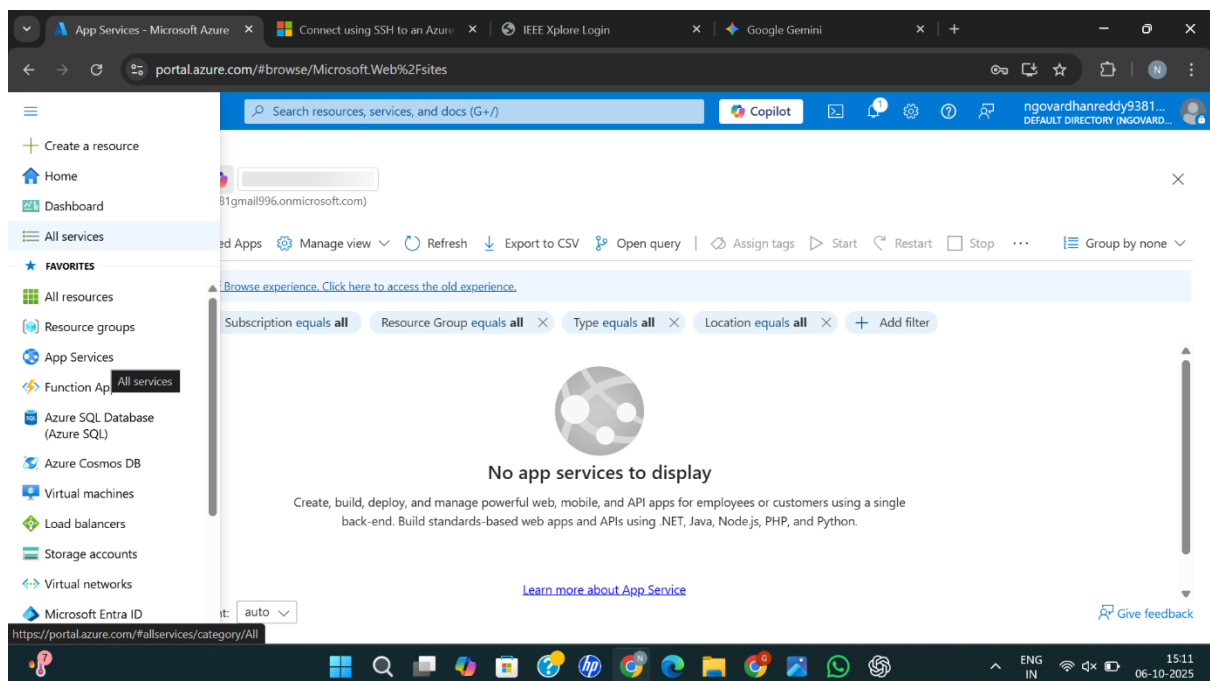 App Services - Microsoft Azure
Connect using SSH to an Azure
IEEE Xplore Login
Google Gemini
portal.azure.com/#browse/Microsoft.Web%2Fsites
N
Search resources, services, and docs (G+/)
Copilot
1
ngovardhanreddy9381...
DEFAULT DIRECTORY (NGOVARD...
Create a resource
Home
Dashboard
All services
FAVORITES
All resources
Resource groups
App Services
Function Ap
All services
Azure SQL Database
(Azure SQL)
Azure Cosmos DB
Virtual machines
Load balancers
Storage accounts
Virtual networks
Microsoft Entra ID
https://portal.azure.com/#allservices/category/All
81gmail996.onmicrosoft.com)
ed Apps
Manage view
Refresh
Export to CSV
Open query
Assign tags
Start
Restart
Stop
...
Group by none
Browse experience. Click here to access the old experience.
Subscription equals all
Resource Group equals all
Type equals all
Location equals all
+ Add filter
No app services to display
Create, build, deploy, and manage powerful web, mobile, and API apps for employees or customers using a single
back-end. Build standards-based web apps and APIs using .NET, Java, Node.js, PHP, and Python.
Learn more about App Service
nt: auto
Give feedback
7
ENG
IN
15:11
06-10-2025